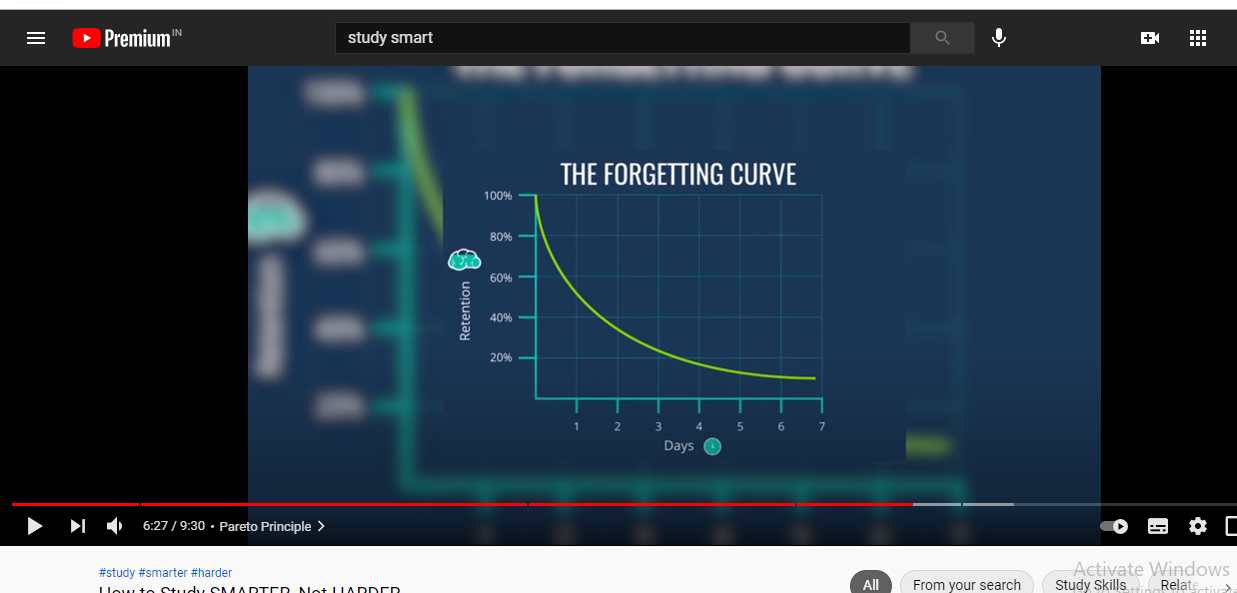 Premium IN
study smart
THE FORGETTING CURVE
100%
80%
60%
40%
20%
Retention
1 2 3 4 5 6 7
Days
6:27 / 9:30 • Pareto Principle
#study #smarter #harder
How to Study SMARTER, Not HARDER
All
From your search
Study Skills
Activate Windows